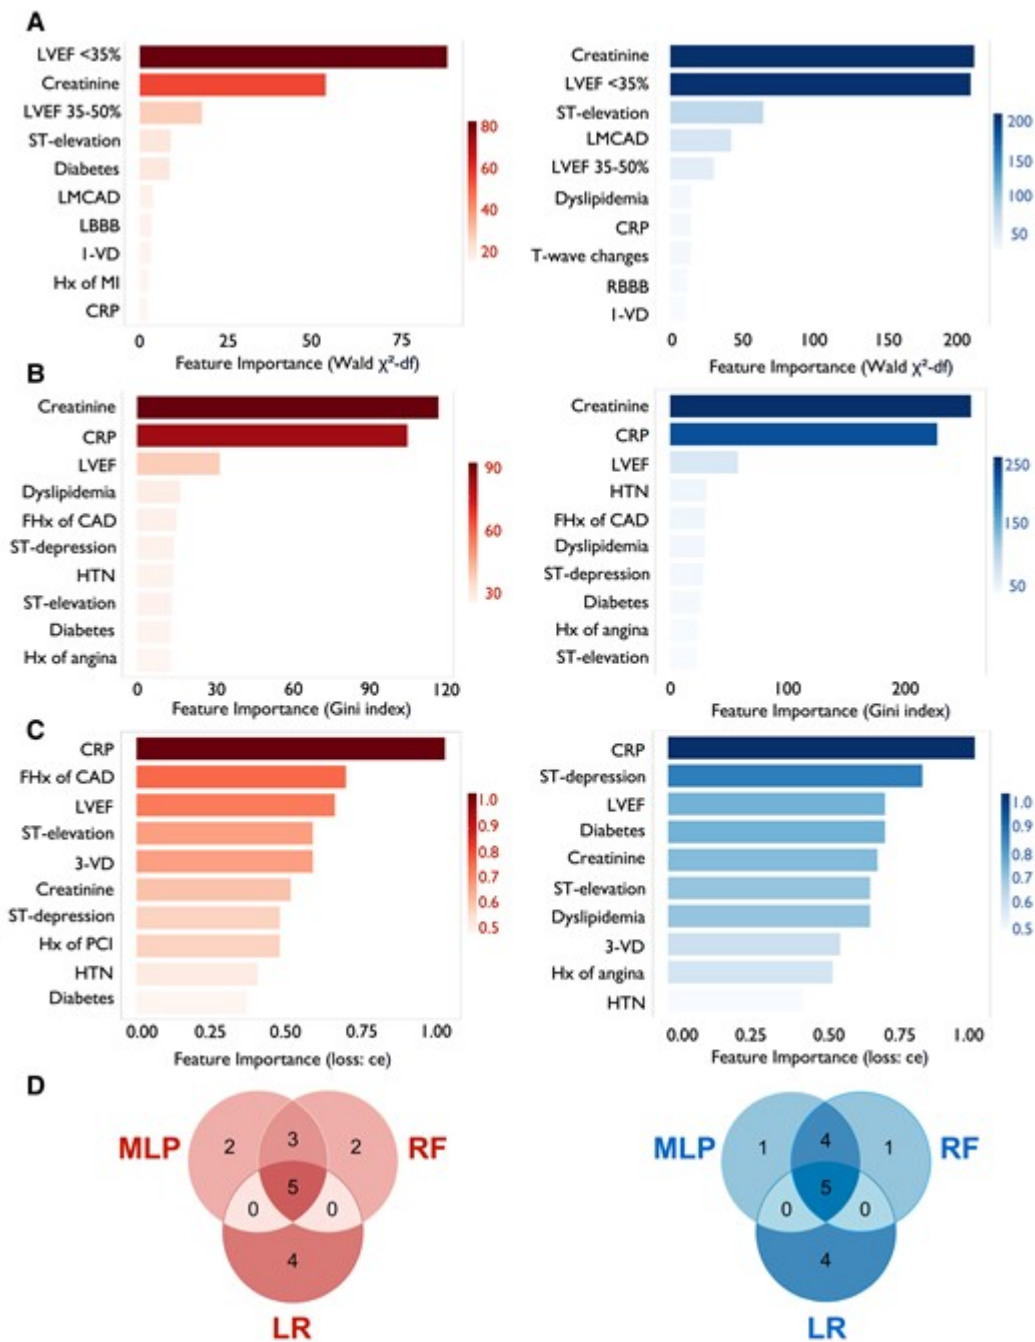 A
LVEF <35%
Creatinine
LVEF 35-50%
ST-elevation
Diabetes
LMCAD
LBBB
1-VD
Hx of MI
CRP
0 25 50 75
Feature Importance (Wald χ²-df)
80
60
40
20
Creatinine
LVEF <35%
ST-elevation
LMCAD
LVEF 35-50%
Dyslipidemia
CRP
T-wave changes
RBBB
1-VD
0 50 100 150 200
Feature Importance (Wald χ²-df)
200
150
100
50
B
Creatinine
CRP
LVEF
Dyslipidemia
FHx of CAD
ST-depression
HTN
ST-elevation
Diabetes
Hx of angina
0 30 60 90 120
Feature Importance (Gini index)
90
60
30
Creatinine
CRP
LVEF
HTN
FHx of CAD
Dyslipidemia
ST-depression
Diabetes
Hx of angina
ST-elevation
0 100 200
Feature Importance (Gini index)
250
150
50
C
CRP
FHx of CAD
LVEF
ST-elevation
3-VD
Creatinine
ST-depression
Hx of PCI
HTN
Diabetes
0.00 0.25 0.50 0.75 1.00
Feature Importance (loss: ce)
1.0
0.9
0.8
0.7
0.6
0.5
CRP
ST-depression
LVEF
Diabetes
Creatinine
ST-elevation
Dyslipidemia
3-VD
Hx of angina
HTN
0.00 0.25 0.50 0.75 1.00
Feature Importance (loss: ce)
1.0
0.9
0.8
0.7
0.6
0.5
D
MLP 2 3 2 RF
5
0 0
4
LR
MLP 1 4 1 RF
5
0 0
4
LR